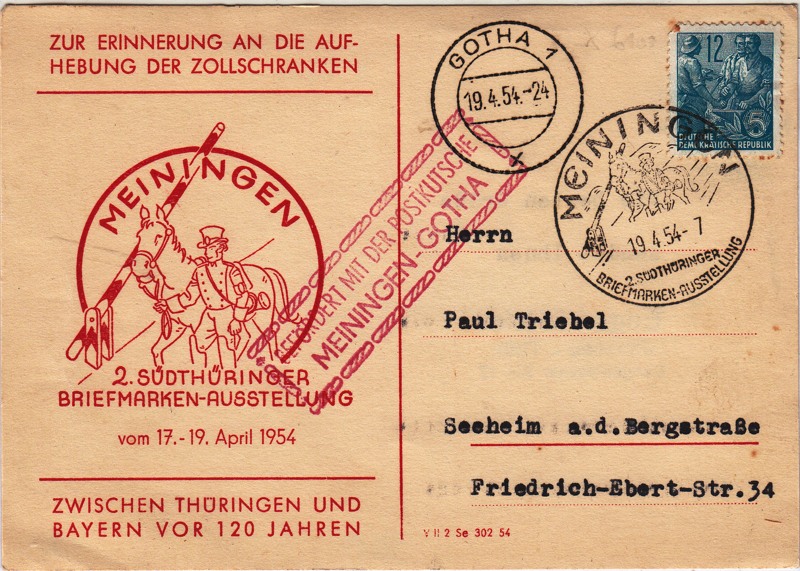 ZUR ERINNERUNG AN DIE AUF-
HEBUNG DER ZOLLSCHRANKEN
MEININGEN
2. SÜDTHÜRINGER
BRIEFMARKEN-AUSSTELLUNG
vom 17.-19. April 1954
ZWISCHEN THÜRINGEN UND
BAYERN VOR 120 JAHREN
GOTHA 1
19.4.54.-24
BEFÖRDERT MIT DER POSTKUTSCHE
MEININGEN-GOTHA
12
5
DEUTSCHE
DEMOKRATISCHE REPUBLIK
MEININGEN
19.4.54-7
2. SÜDTHÜRINGER
BRIEFMARKEN-AUSSTELLUNG
Herrn
Paul Triebel
Seeheim a.d.Bergstraße
Friedrich-Ebert-Str.34
2 Se 302 54